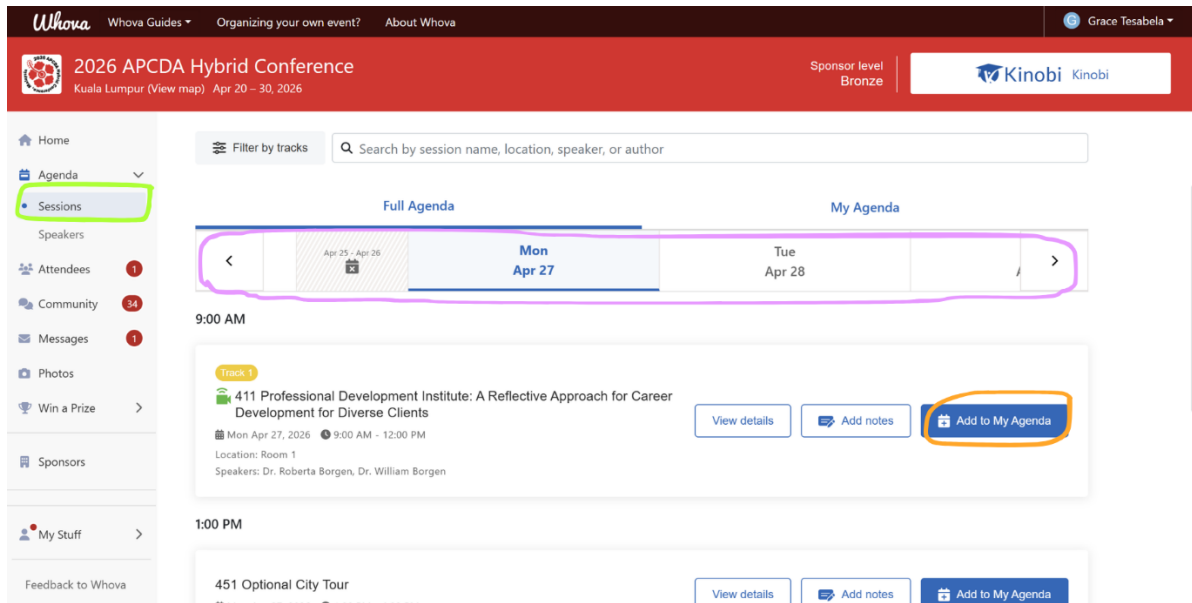 Whova Whova Guides Organizing your own event? About Whova G Grace Tesabela
2026 APCDA Hybrid Conference
Kuala Lumpur (View map) Apr 20 – 30, 2026
Sponsor level
Bronze
Kinobi Kinobi
Home
Agenda
Sessions
Speakers
Attendees 1
Community 34
Messages 1
Photos
Win a Prize
Sponsors
My Stuff
Feedback to Whova
Filter by tracks Search by session name, location, speaker, or author
Full Agenda My Agenda
Apr 25 - Apr 26
Mon
Apr 27
Tue
Apr 28
9:00 AM
Track 1
411 Professional Development Institute: A Reflective Approach for Career
Development for Diverse Clients
Mon Apr 27, 2026 9:00 AM - 12:00 PM
Location: Room 1
Speakers: Dr. Roberta Borgen, Dr. William Borgen
View details Add notes Add to My Agenda
1:00 PM
451 Optional City Tour
View details Add notes Add to My Agenda